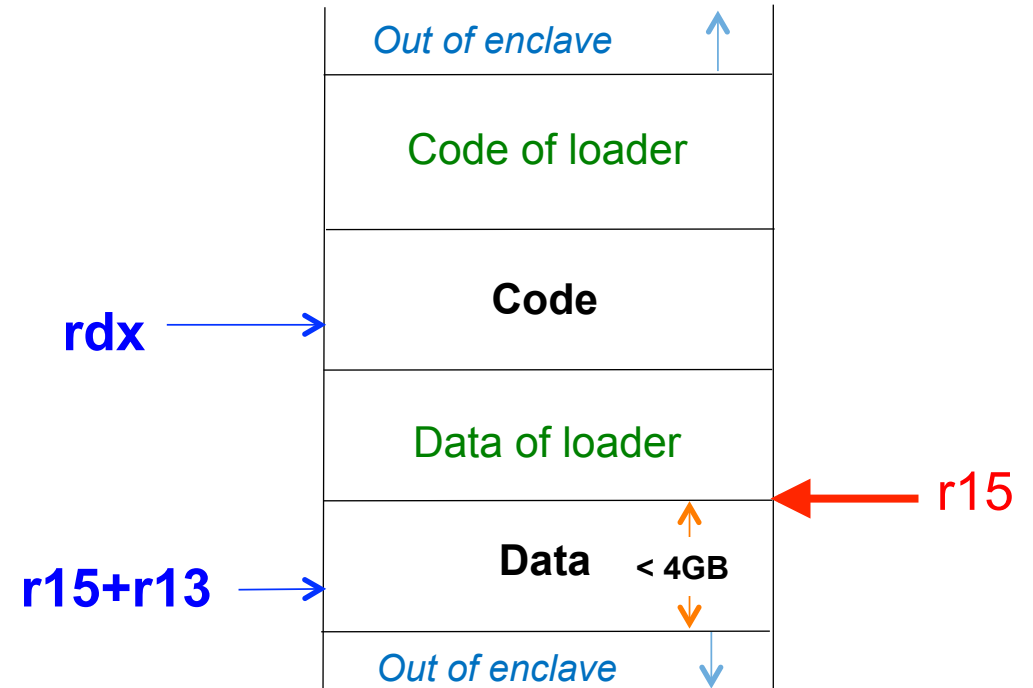 Out of enclave
Code of loader
Code
rdx
Data of loader
r15
Data < 4GB
r15+r13
Out of enclave